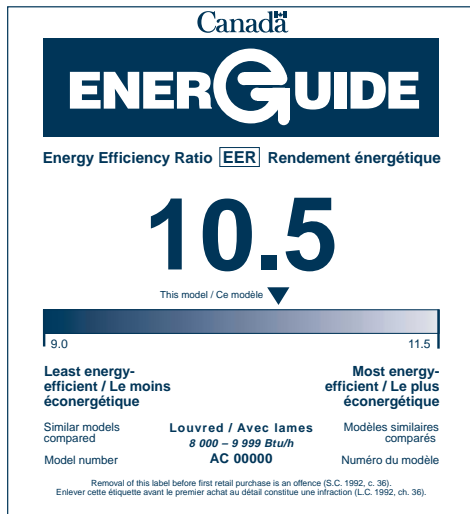 Canada
ENERGUIDE
Energy Efficiency Ratio EER Rendement énergétique
10.5
This model / Ce modèle
9.0 11.5
Least energy-
efficient / Le moins
éconergétique
Most energy-
efficient / Le plus
éconergétique
Similar models
compared
Louvred / Avec lames
8 000 – 9 999 Btu/h
Modèles similaires
comparés
Model number AC 00000 Numéro du modèle
Removal of this label before first retail purchase is an offence (S.C. 1992, c. 36).
Enlever cette étiquette avant le premier achat au détail constitue une infraction (L.C. 1992, ch. 36).